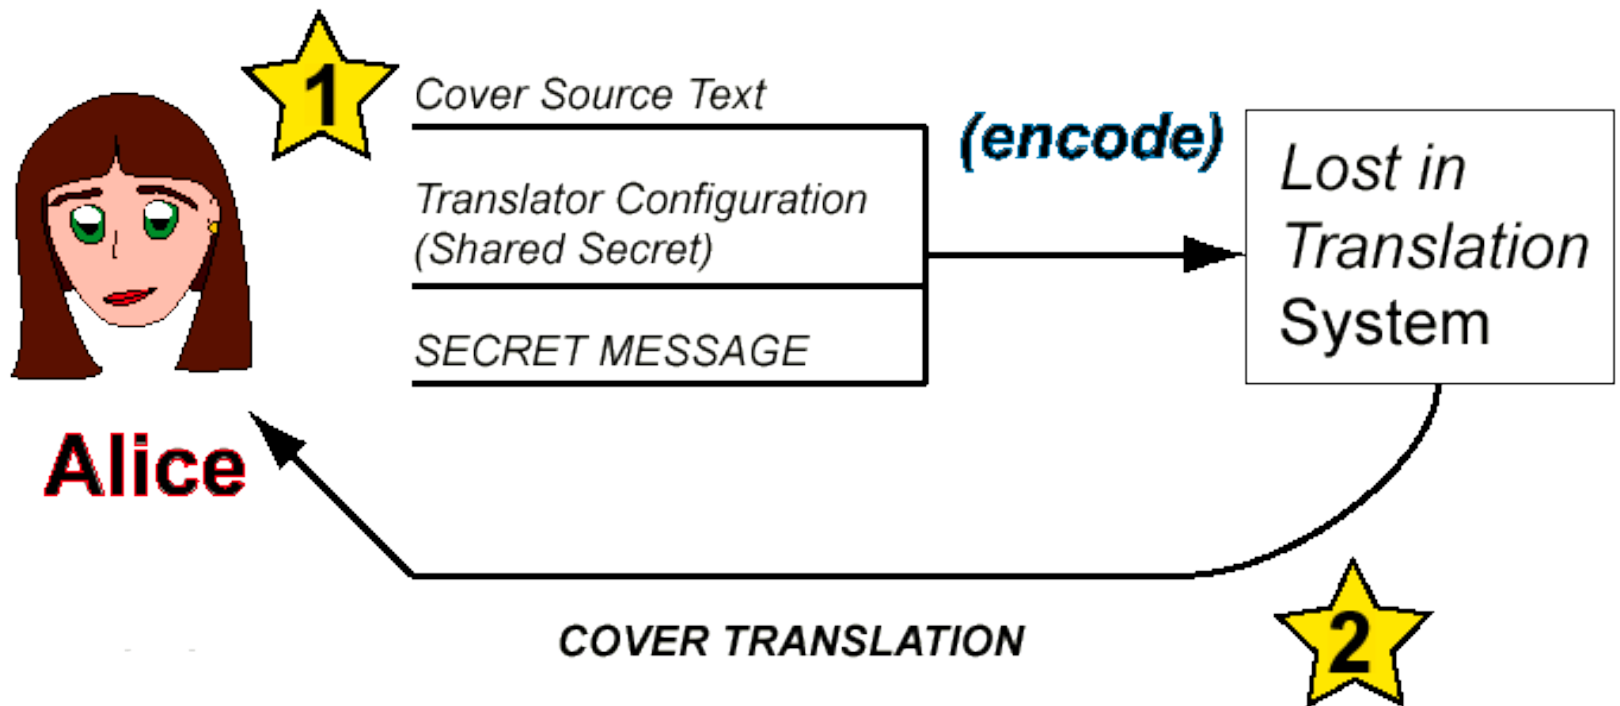 1
Cover Source Text
(encode)
Translator Configuration
(Shared Secret)
SECRET MESSAGE
Lost in
Translation
System
Alice
COVER TRANSLATION
2